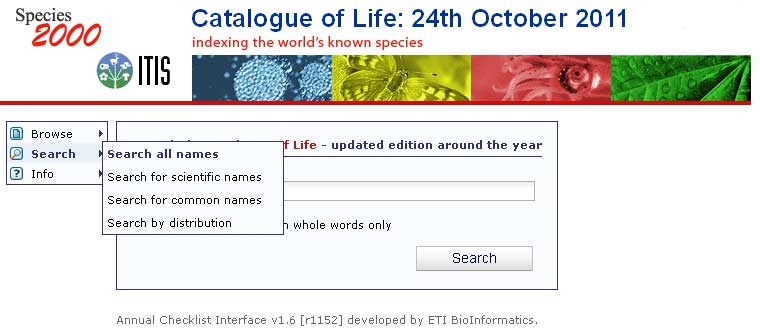 Species
2000
ITIS
Catalogue of Life: 24th October 2011
indexing the world's known species
Browse
Search
? Info
Search all names
Search for scientific names
Search for common names
Search by distribution
of Life - updated edition around the year
whole words only
Search
Annual Checklist Interface v1.6 [r1152] developed by ETI BioInformatics.